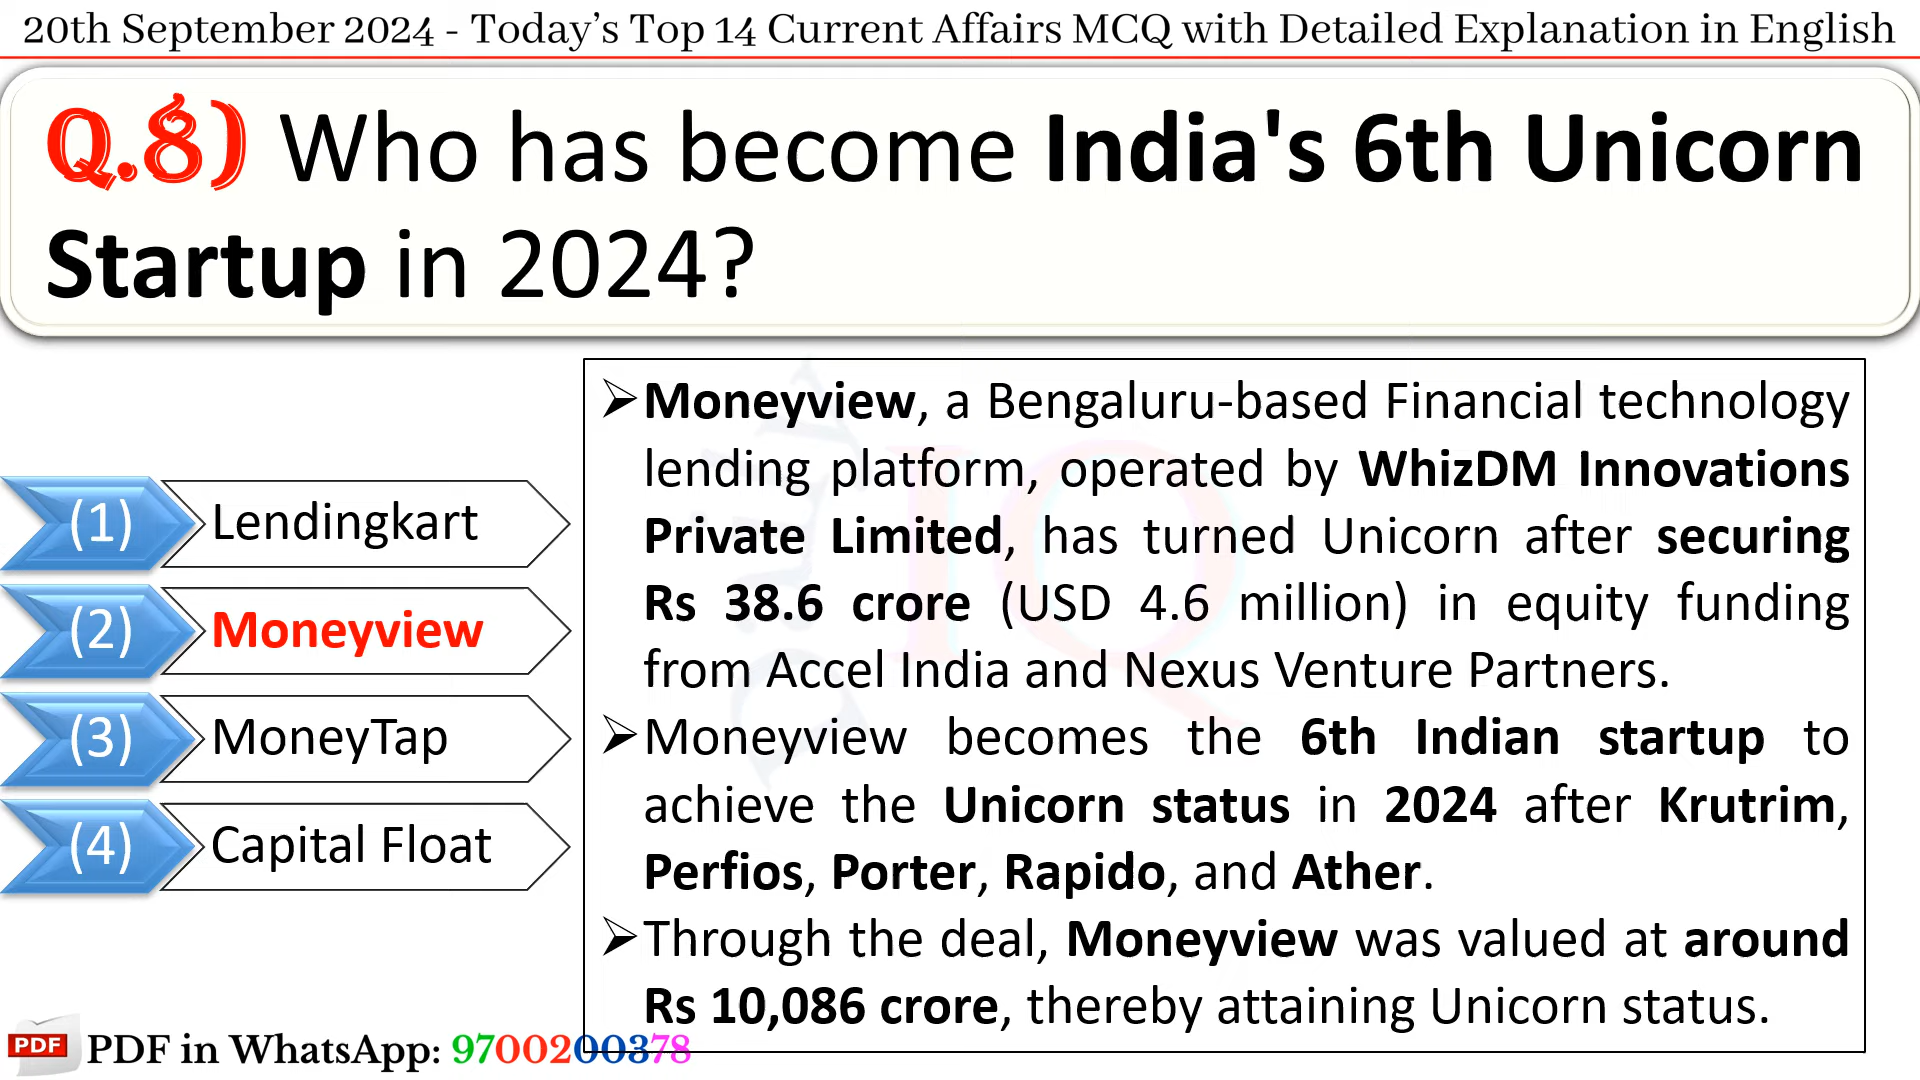 20th September 2024 - Today’s Top 14 Current Affairs MCQ with Detailed Explanation in English
Q.8) Who has become India's 6th Unicorn
Startup in 2024?
(1) Lendingkart
(2) Moneyview
(3) MoneyTap
(4) Capital Float
➢Moneyview, a Bengaluru-based Financial technology
lending platform, operated by WhizDM Innovations
Private Limited, has turned Unicorn after securing
Rs 38.6 crore (USD 4.6 million) in equity funding
from Accel India and Nexus Venture Partners.
➢Moneyview becomes the 6th Indian startup to
achieve the Unicorn status in 2024 after Krutrim,
Perfios, Porter, Rapido, and Ather.
➢Through the deal, Moneyview was valued at around
Rs 10,086 crore, thereby attaining Unicorn status.
Daily
IQ
PDF PDF in WhatsApp: 9700200378